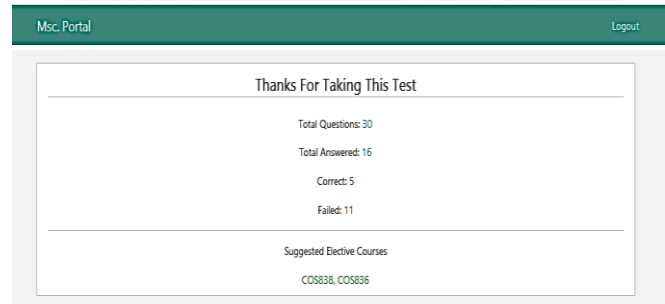 Msc. Portal Logout
Thanks For Taking This Test
Total Questions: 30
Total Answered: 16
Correct: 5
Failed: 11
Suggested Elective Courses
COS838, COS836